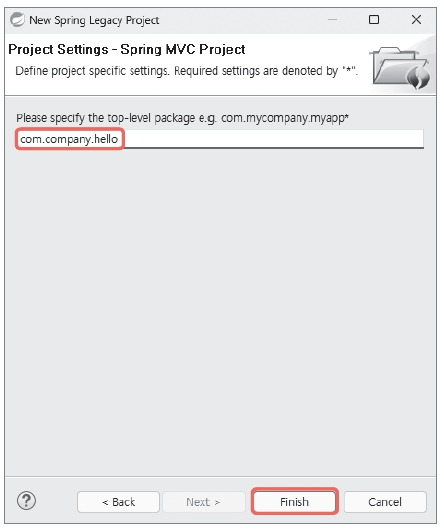 New Spring Legacy Project
Project Settings - Spring MVC Project
Define project specific settings. Required settings are denoted by "*".
Please specify the top-level package e.g. com.mycompany.myapp*
com.company.hello
?
< Back
Next >
Finish
Cancel